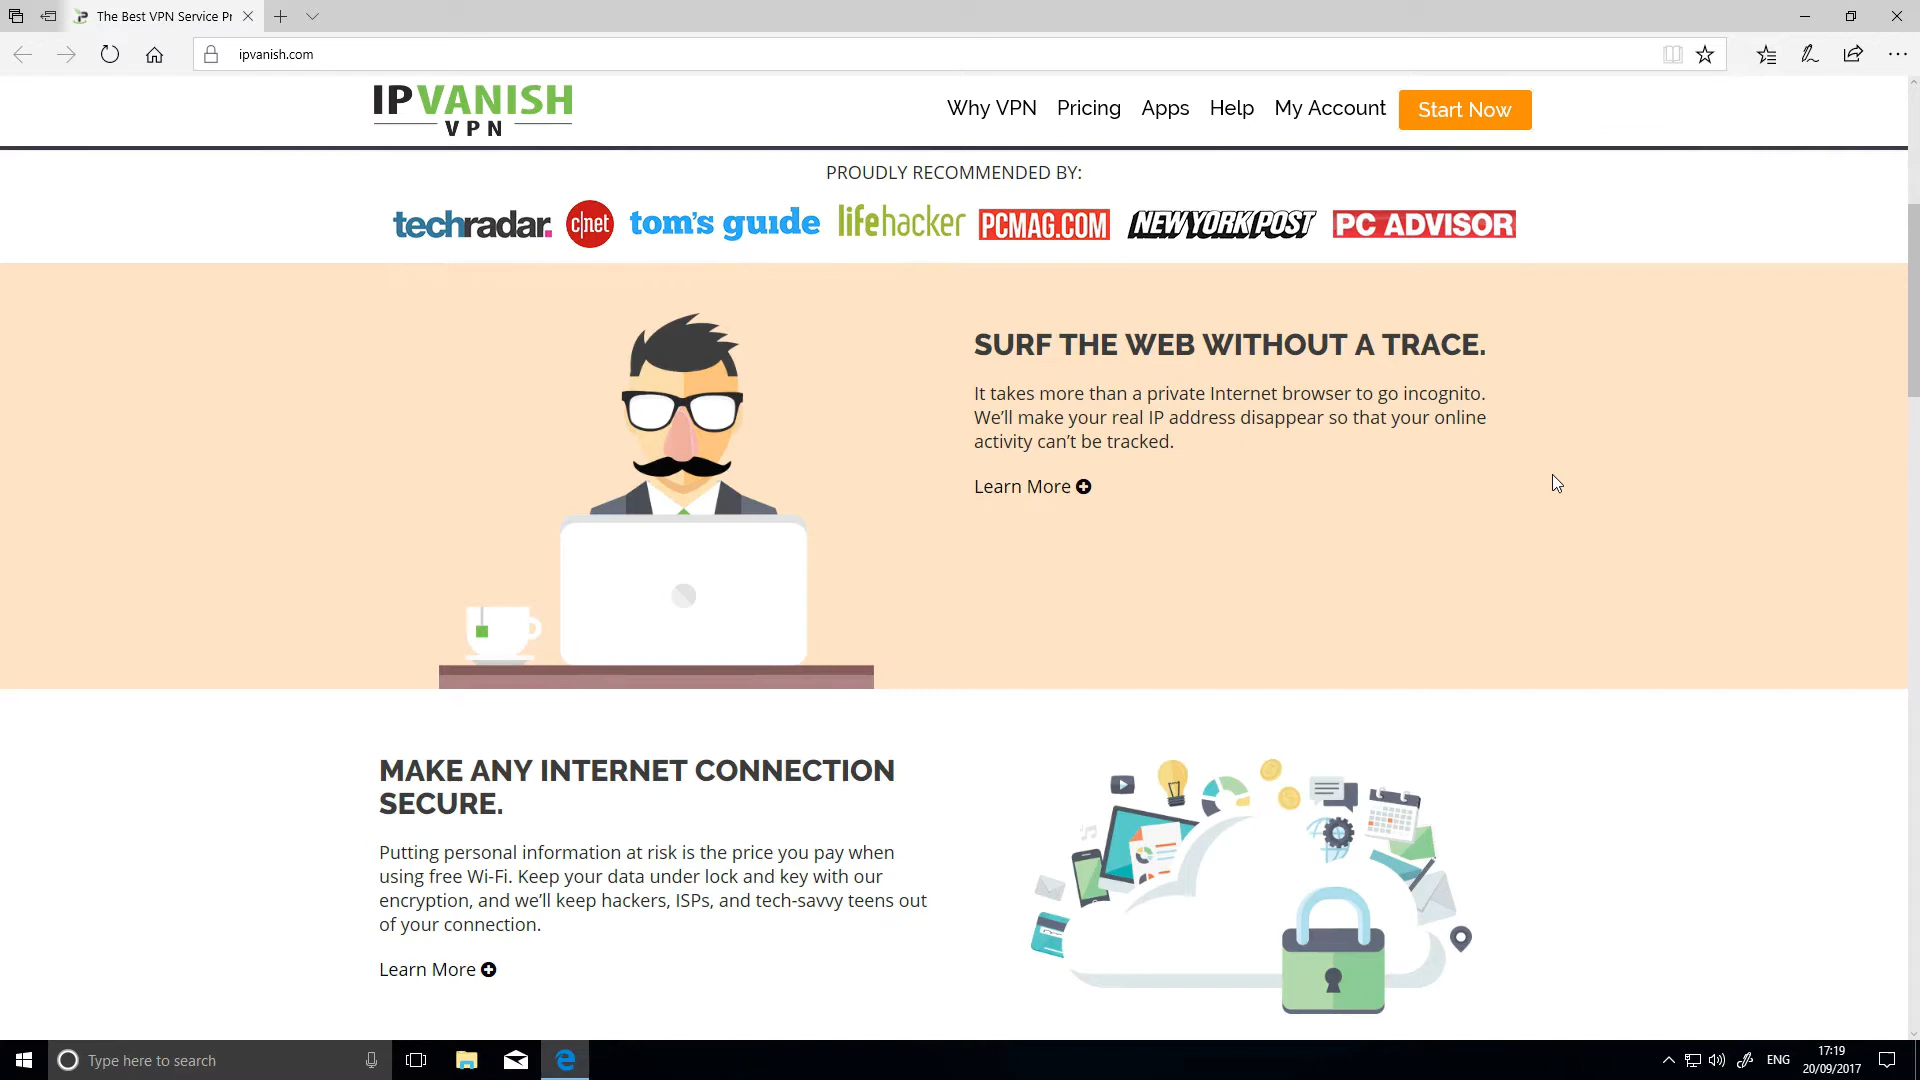 The Best VPN Service Pr
ipvanish.com
IPVANISH
VPN
Why VPN Pricing Apps Help My Account Start Now
PROUDLY RECOMMENDED BY:
techradar. c|net tom's guide lifehacker PCMAG.COM NEW YORK POST PC ADVISOR
SURF THE WEB WITHOUT A TRACE.
It takes more than a private Internet browser to go incognito.
We'll make your real IP address disappear so that your online
activity can't be tracked.
Learn More
MAKE ANY INTERNET CONNECTION
SECURE.
Putting personal information at risk is the price you pay when
using free Wi-Fi. Keep your data under lock and key with our
encryption, and we'll keep hackers, ISPs, and tech-savvy teens out
of your connection.
Learn More
Type here to search
ENG
17:19
20/09/2017